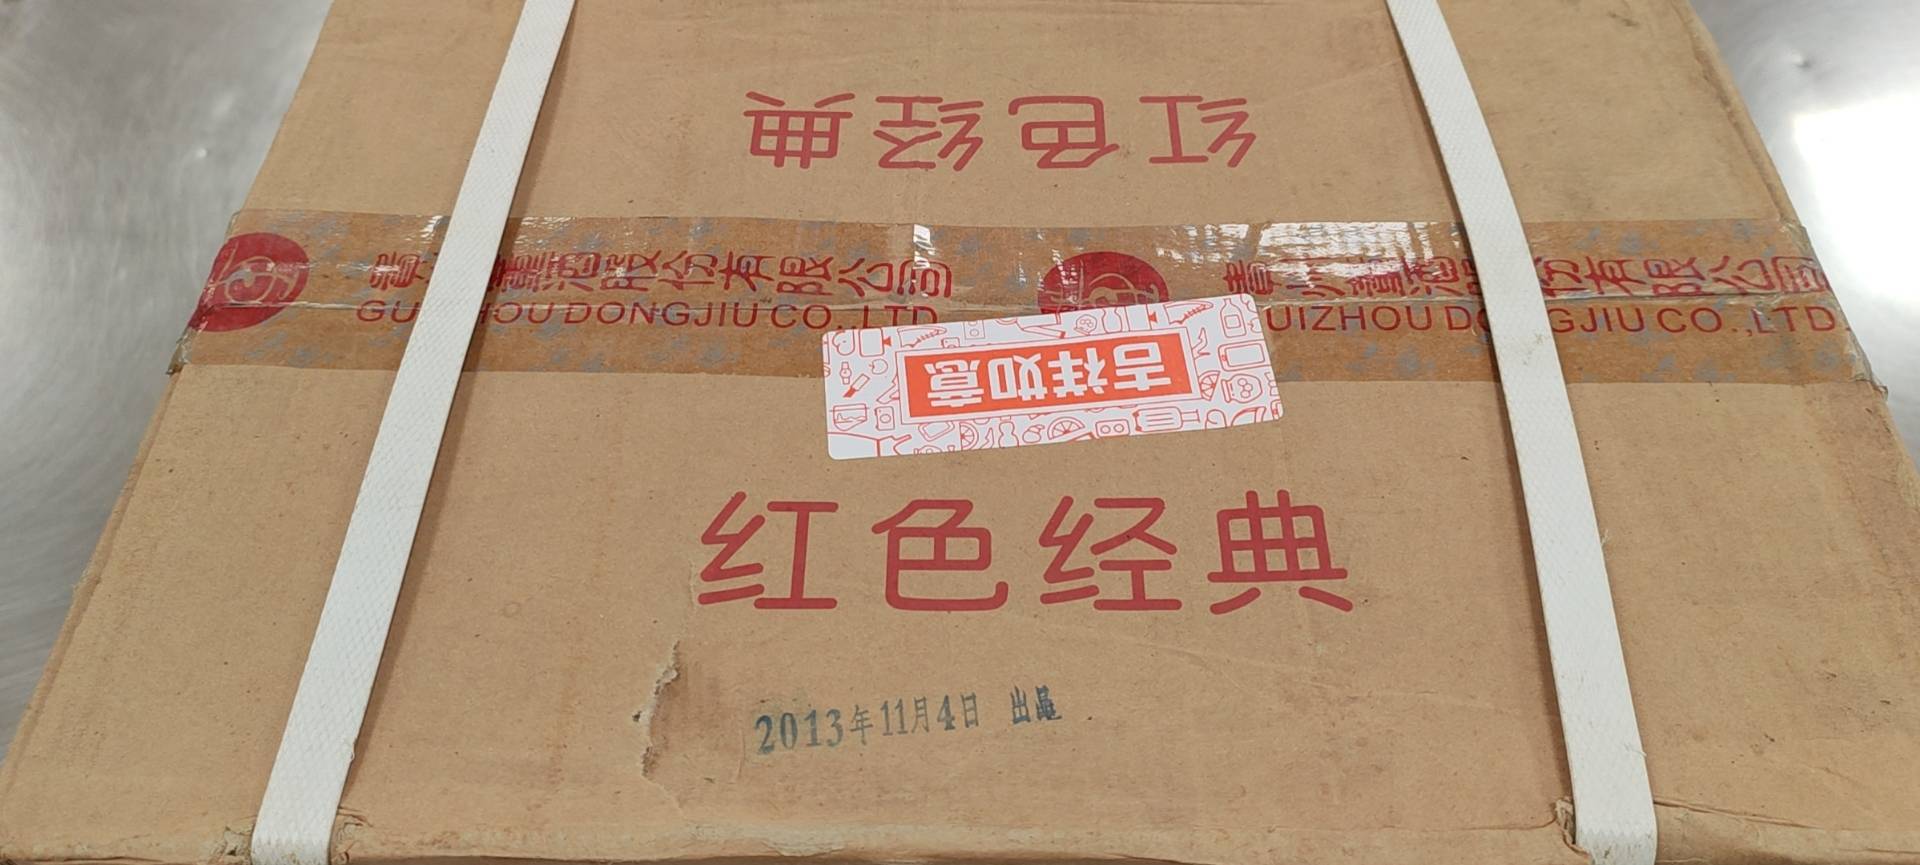 红色经典
贵州董酒股份有限公司 贵州董酒股份有限公司
GUIZHOU DONGJIU CO.,LTD. GUIZHOU DONGJIU CO.,LTD.
吉祥如意
红色经典
2013年11月4日 出品